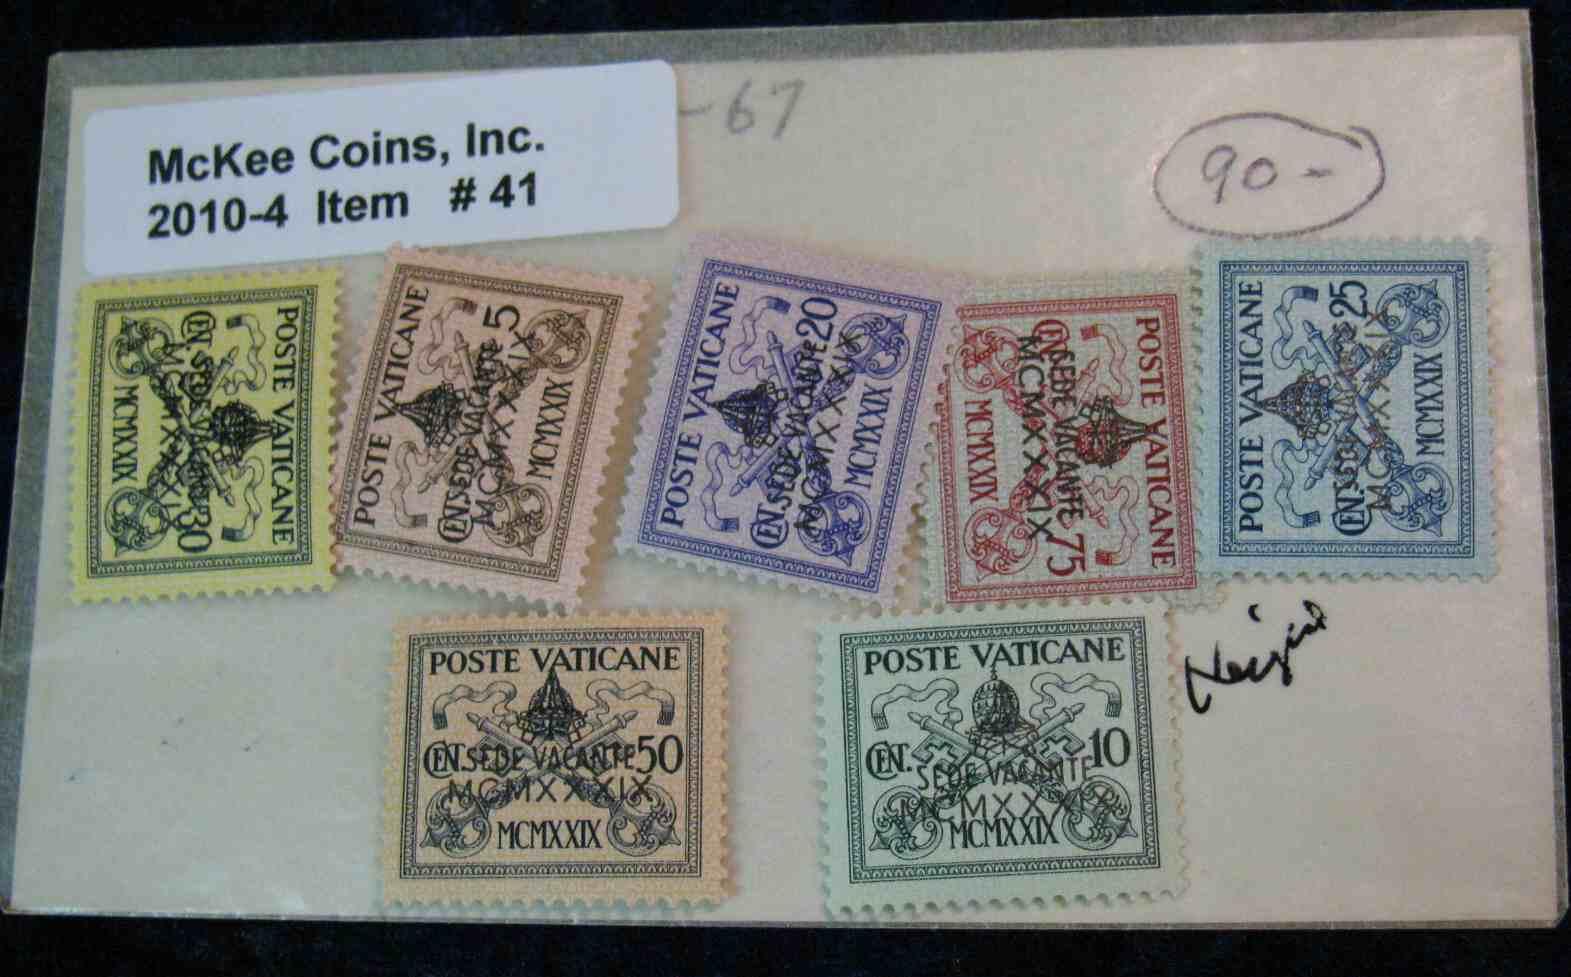 McKee Coins, Inc.
2010-4 Item # 41
-67
90-
POSTE VATICANE
CEN. 30
SEDE VACANTE
MCMXXXIX
MCMXXIX
POSTE VATICANE
CEN. 5
SEDE VACANTE
MCMXXXIX
MCMXXIX
POSTE VATICANE
CEN. 20
SEDE VACANTE
MCMXXXIX
MCMXXIX
POSTE VATICANE
CEN. 75
SEDE VACANTE
MCMXXXIX
MCMXXIX
POSTE VATICANE
CEN. 25
SEDE VACANTE
MCMXXXIX
MCMXXIX
POSTE VATICANE
CEN. 50
SEDE VACANTE
MCMXXXIX
MCMXXIX
POSTE VATICANE
CEN. 10
SEDE VACANTE
MCMXXXIX
MCMXXIX